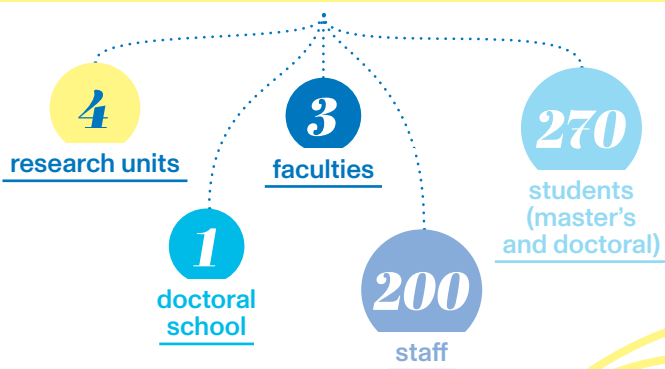 4
research units
1
doctoral
school
3
faculties
200
staff
270
students
(master's
and doctoral)